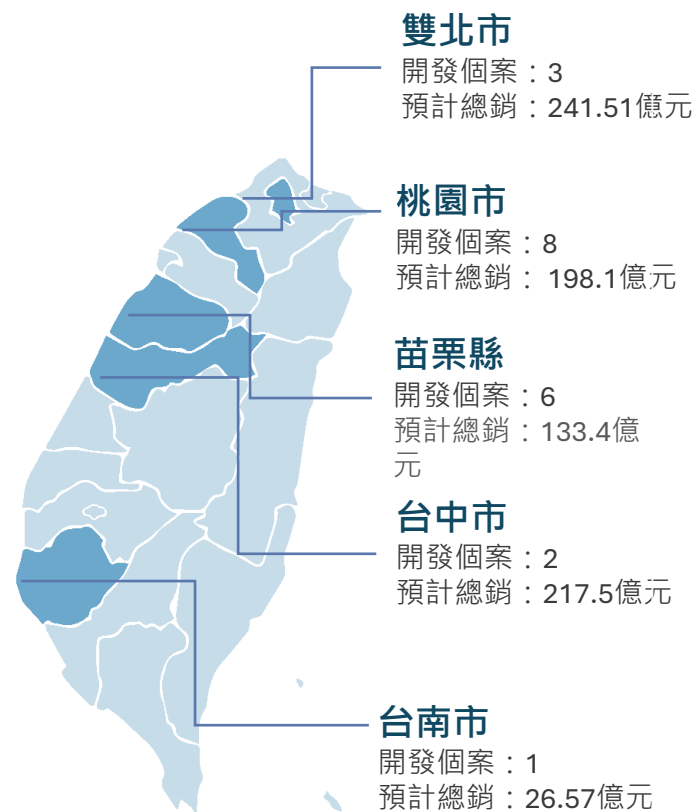 雙北市
開發個案：3
預計總銷：241.51億元
桃園市
開發個案：8
預計總銷： 198.1億元
苗栗縣
開發個案：6
預計總銷：133.4億
元
台中市
開發個案：2
預計總銷：217.5億元
台南市
開發個案：1
預計總銷：26.57億元